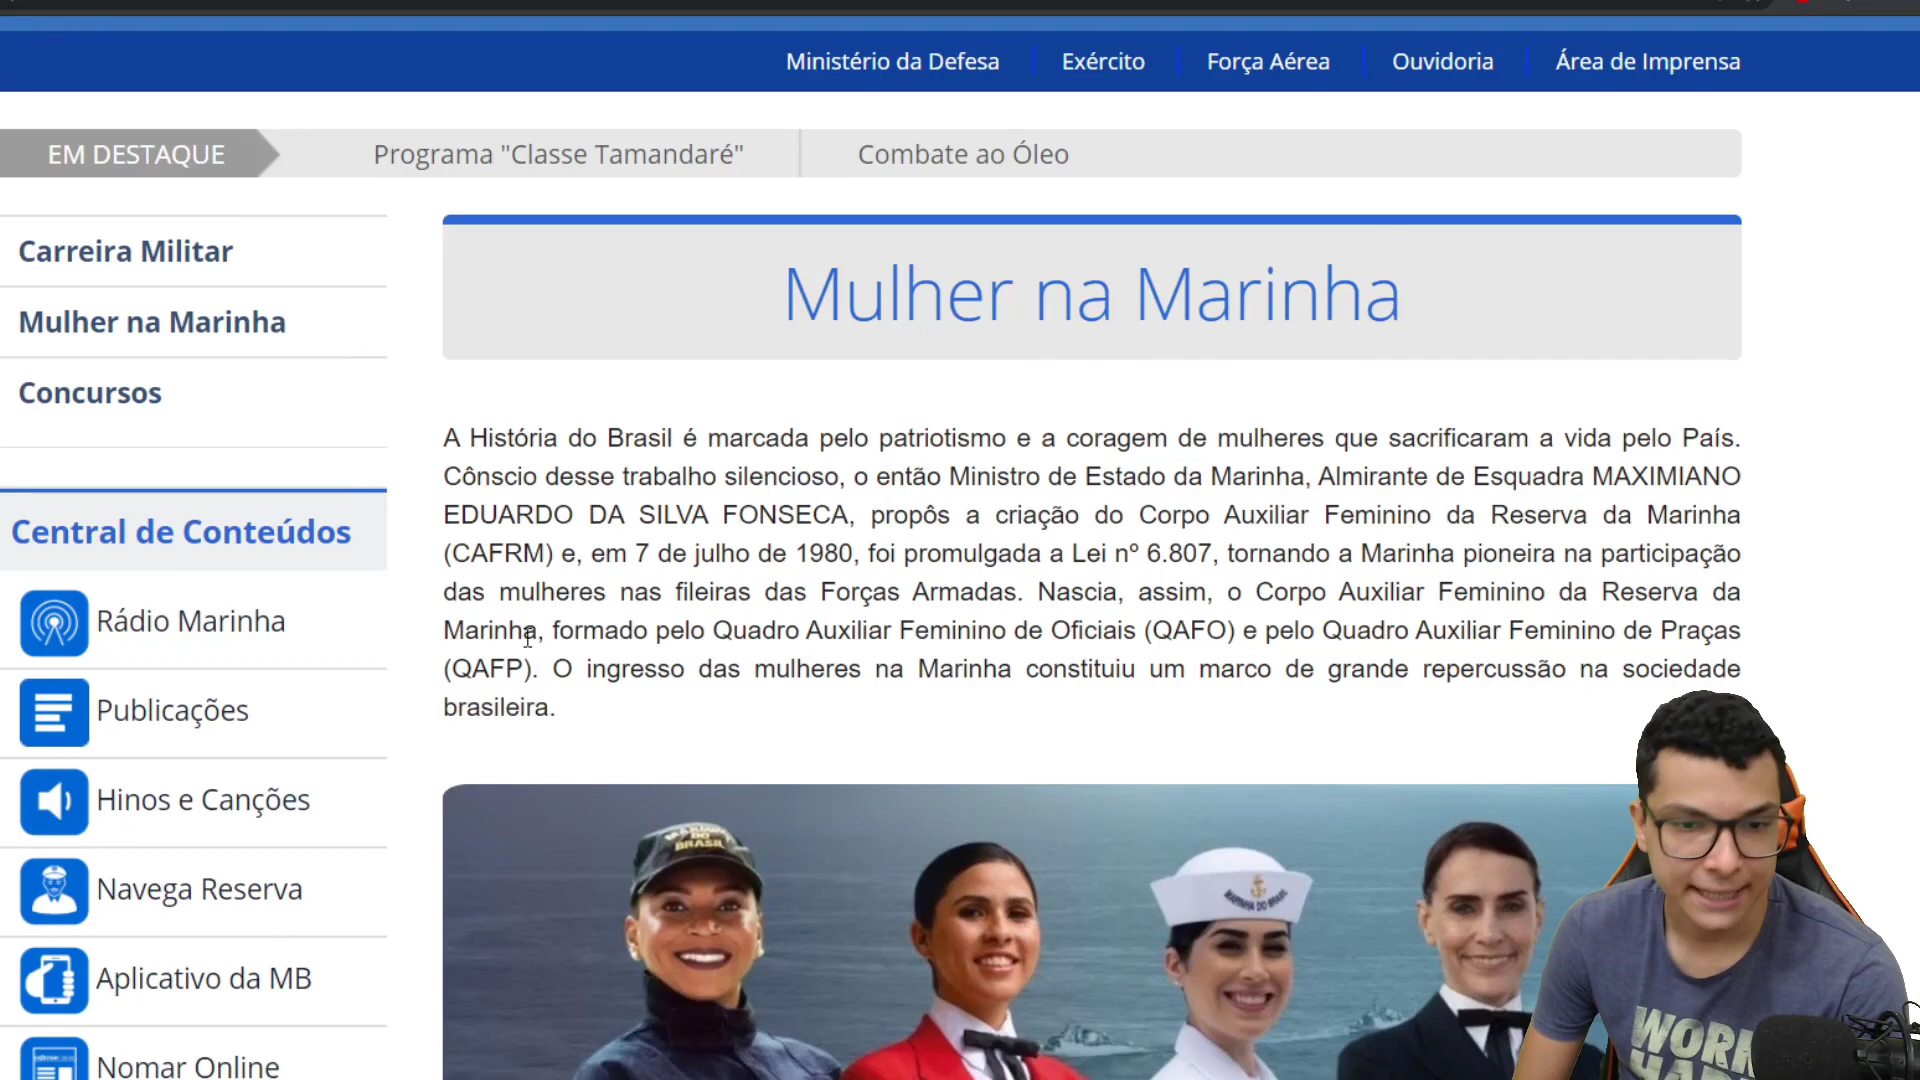 Ministério da Defesa Exército Força Aérea Ouvidoria Área de Imprensa
EM DESTAQUE Programa "Classe Tamandaré" Combate ao Óleo
Carreira Militar
Mulher na Marinha
Concursos
Central de Conteúdos
Rádio Marinha
Publicações
Hinos e Canções
Navega Reserva
Aplicativo da MB
Nomar Online
Mulher na Marinha
A História do Brasil é marcada pelo patriotismo e a coragem de mulheres que sacrificaram a vida pelo País.
Cônscio desse trabalho silencioso, o então Ministro de Estado da Marinha, Almirante de Esquadra MAXIMIANO
EDUARDO DA SILVA FONSECA, propôs a criação do Corpo Auxiliar Feminino da Reserva da Marinha
(CAFRM) e, em 7 de julho de 1980, foi promulgada a Lei nº 6.807, tornando a Marinha pioneira na participação
das mulheres nas fileiras das Forças Armadas. Nascia, assim, o Corpo Auxiliar Feminino da Reserva da
Marinha, formado pelo Quadro Auxiliar Feminino de Oficiais (QAFO) e pelo Quadro Auxiliar Feminino de Praças
(QAFP). O ingresso das mulheres na Marinha constituiu um marco de grande repercussão na sociedade
brasileira.
MARINHA
DO
BRASIL
MARINHA DO BRASIL
WORK